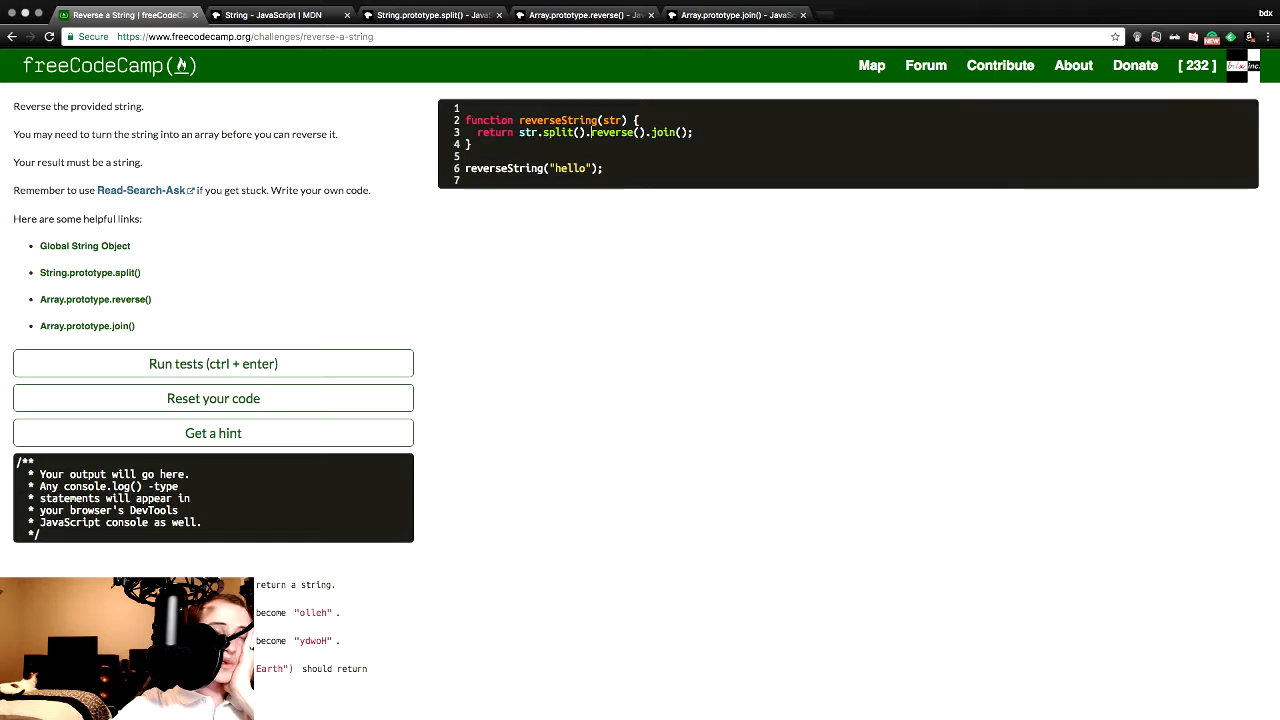 Reverse a String | freeCodeCa
String - JavaScript | MDN
String.prototype.split() - Java
Array.prototype.reverse() - Jav
Array.prototype.join() - JavaSc
bdx
Secure
https://www.freecodecamp.org/challenges/reverse-a-string
NEW
freeCodeCamp
Map
Forum
Contribute
About
Donate
[ 232 ]
inc.
Reverse the provided string.
You may need to turn the string into an array before you can reverse it.
Your result must be a string.
Remember to use Read-Search-Ask if you get stuck. Write your own code.
Here are some helpful links:
Global String Object
String.prototype.split()
Array.prototype.reverse()
Array.prototype.join()
Run tests (ctrl + enter)
Reset your code
Get a hint
/**
* Your output will go here.
* Any console.log() -type
* statements will appear in
* your browser's DevTools
* JavaScript console as well.
*/
return a string.
become "olleh" .
become "ydwoH" .
Earth") should return
1
2 function reverseString(str) {
3 return str.split().reverse().join();
4 }
5
6 reverseString("hello");
7